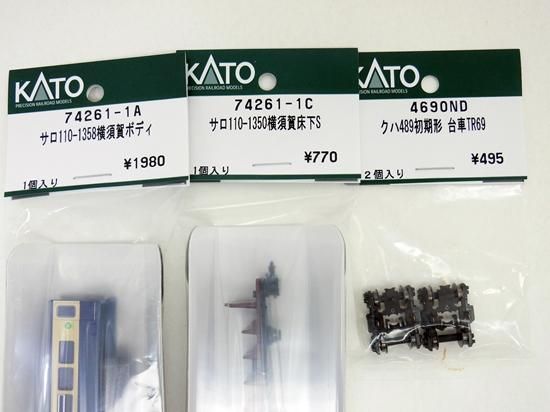 KATO
PRECISION RAILROAD MODELS
74261-1A
サロ110-1358横須賀ボディ
¥1980
1個入り
KATO
PRECISION RAILROAD MODELS
74261-1C
サロ110-1350横須賀床下S
¥770
1個入り
KATO
PRECISION RAILROAD MODELS
4690ND
クハ489初期形 台車TR69
¥495
2個入り